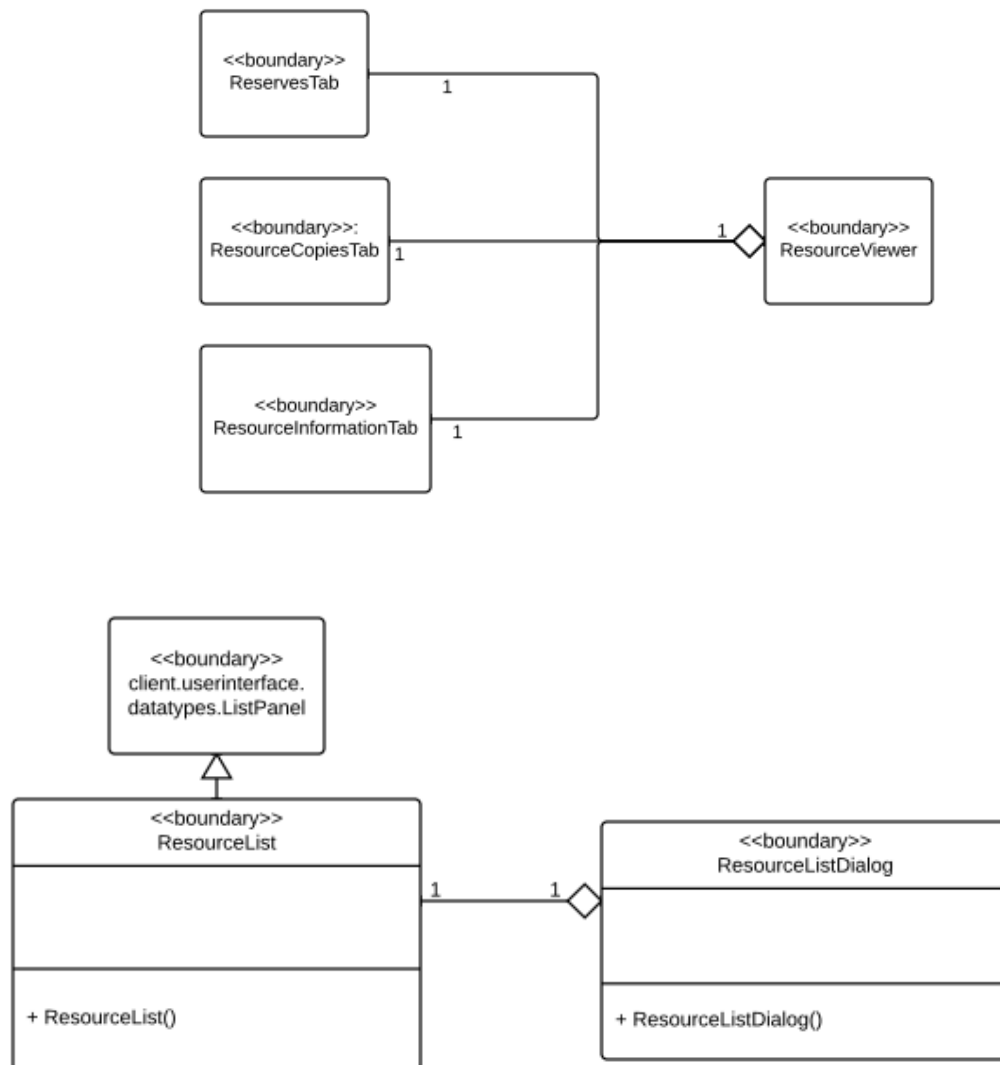 <<boundary>>
ReservesTab
1
<<boundary>>:
ResourceCopiesTab
1
1
<<boundary>>
ResourceViewer
<<boundary>>
ResourceInformationTab
1
<<boundary>>
client.userinterface.
datatypes.ListPanel
<<boundary>>
ResourceList
1
1
<<boundary>>
ResourceListDialog
+ ResourceList()
+ ResourceListDialog()